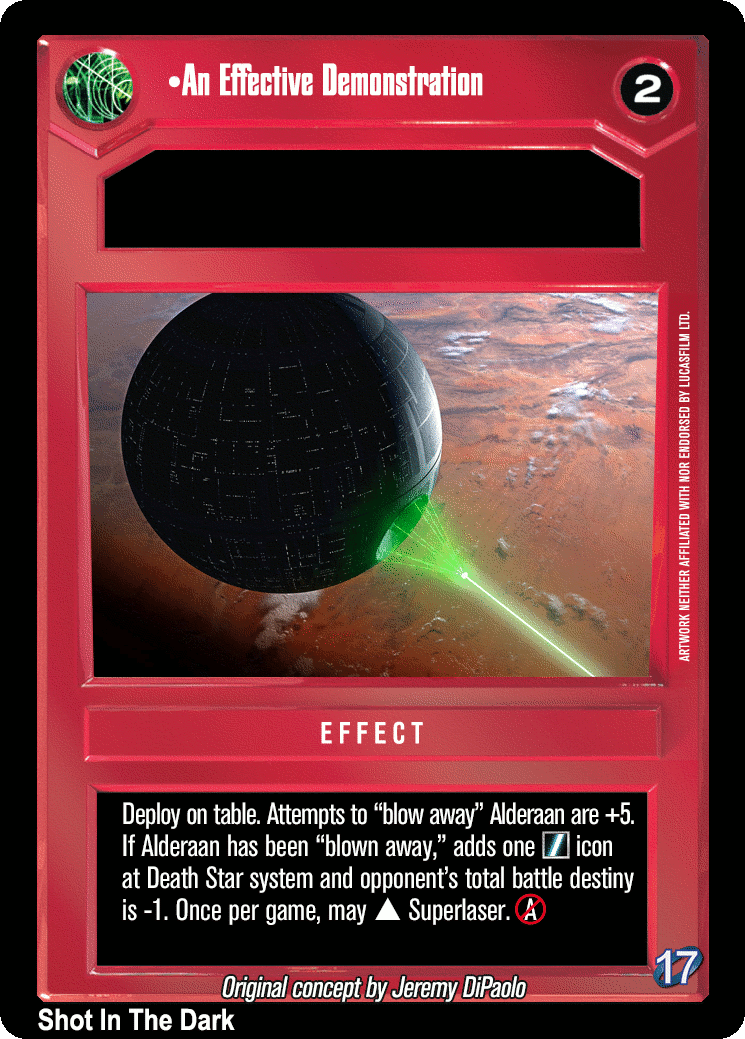 •An Effective Demonstration
2
ARTWORK NEITHER AFFILIATED WITH NOR ENDORSED BY LUCASFILM LTD.
EFFECT
Deploy on table. Attempts to “blow away” Alderaan are +5.
If Alderaan has been “blown away,” adds one icon
at Death Star system and opponent’s total battle destiny
is -1. Once per game, may ▲ Superlaser. A
17
Original concept by Jeremy DiPaolo
Shot In The Dark